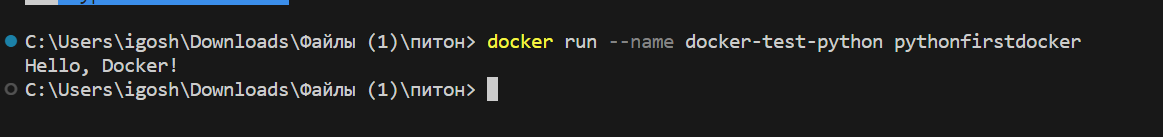 C:\Users\igosh\Downloads\Файлы (1)\питон> docker run --name docker-test-python pythonfirstdocker
Hello, Docker!
C:\Users\igosh\Downloads\Файлы (1)\питон>